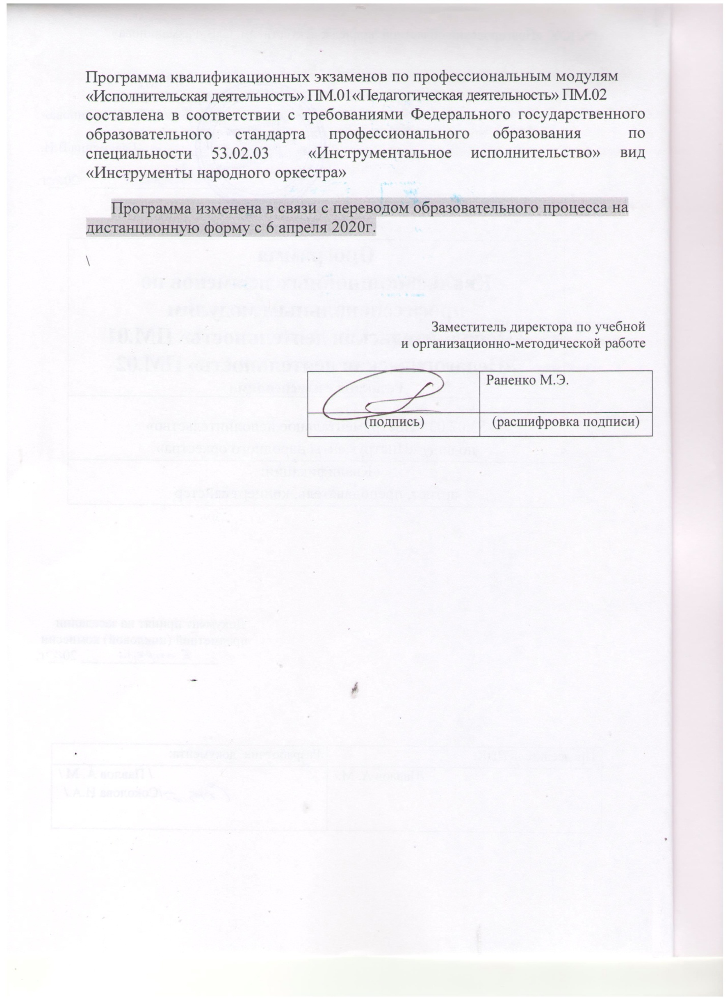 Программа квалификационных экзаменов по профессиональным модулям
«Исполнительская деятельность» ПМ.01«Педагогическая деятельность» ПМ.02
составлена в соответствии с требованиями Федерального государственного
образовательного стандарта профессионального образования по
специальности 53.02.03 «Инструментальное исполнительство» вид
«Инструменты народного оркестра»
Программа изменена в связи с переводом образовательного процесса на
дистанционную форму с 6 апреля 2020г.
\
Заместитель директора по учебной
и организационно-методической работе
Раненко М.Э.
(подпись) (расшифровка подписи)